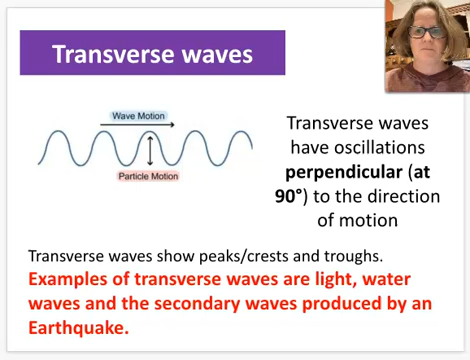 Transverse waves
Wave Motion
Particle Motion
Transverse waves
have oscillations
perpendicular (at
90°) to the direction
of motion
Transverse waves show peaks/crests and troughs.
Examples of transverse waves are light, water
waves and the secondary waves produced by an
Earthquake.